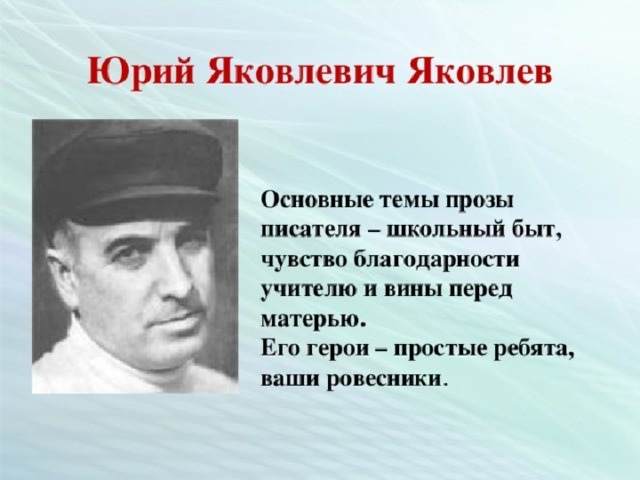 Юрий Яковлевич Яковлев
Основные темы прозы
писателя – школьный быт,
чувство благодарности
учителю и вины перед
матерью.
Его герои – простые ребята,
ваши ровесники.